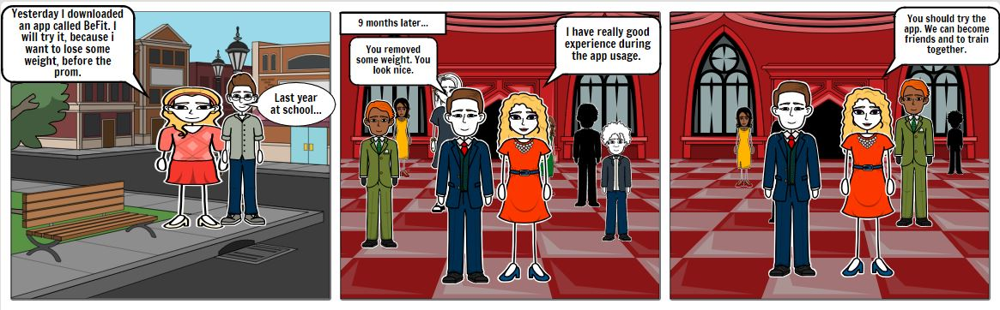 Yesterday I downloaded
an app called BeFit. I
will try it, because i
want to lose some
weight, before the
prom.
Last year
at school...
9 months later...
You removed
some weight. You
look nice.
I have really good
experience during
the app usage.
You should try the
app. We can become
friends and to train
together.